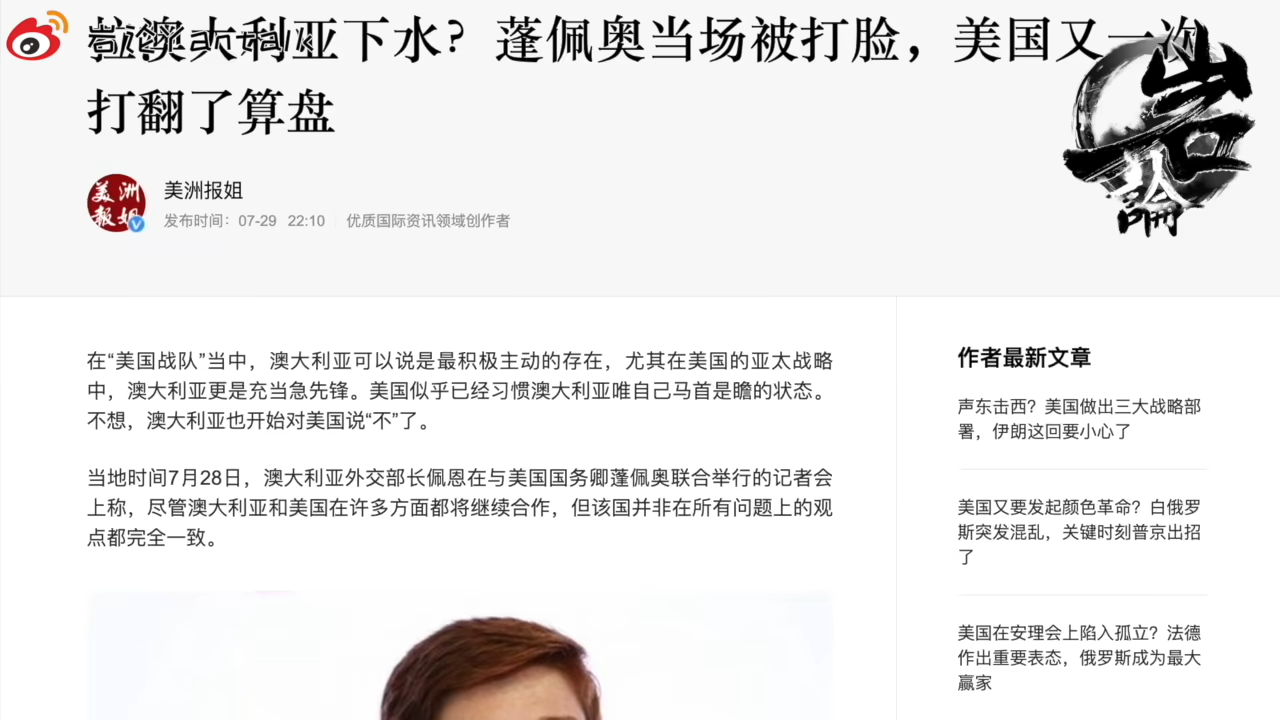 拉澳大利亚下水？蓬佩奥当场被打脸，美国又一次
打翻了算盘
岩論
美洲報姐
美洲报姐
发布时间：07-29 22:10 优质国际资讯领域创作者
在“美国战队”当中，澳大利亚可以说是最积极主动的存在，尤其在美国的亚太战略
中，澳大利亚更是充当急先锋。美国似乎已经习惯澳大利亚唯自己马首是瞻的状态。
不想，澳大利亚也开始对美国说“不”了。
当地时间7月28日，澳大利亚外交部长佩恩在与美国国务卿蓬佩奥联合举行的记者会
上称，尽管澳大利亚和美国在许多方面都将继续合作，但该国并非在所有问题上的观
点都完全一致。
作者最新文章
声东击西？美国做出三大战略部
署，伊朗这回要小心了
美国又要发起颜色革命？白俄罗
斯突发混乱，关键时刻普京出招
了
美国在安理会上陷入孤立？法德
作出重要表态，俄罗斯成为最大
赢家